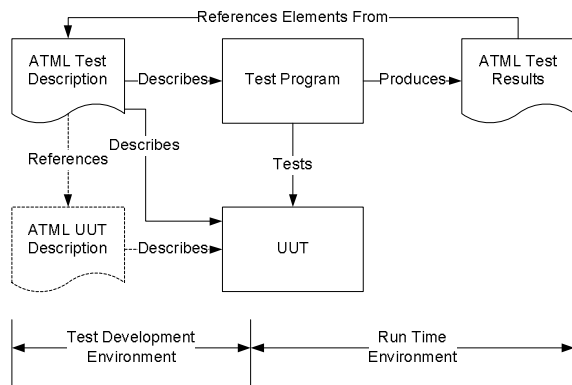 References Elements From
ATML Test
Description
Describes
Test Program
Produces
ATML Test
Results
Describes
References
Tests
ATML UUT
Description
Describes
UUT
Test Development
Environment
Run Time
Environment